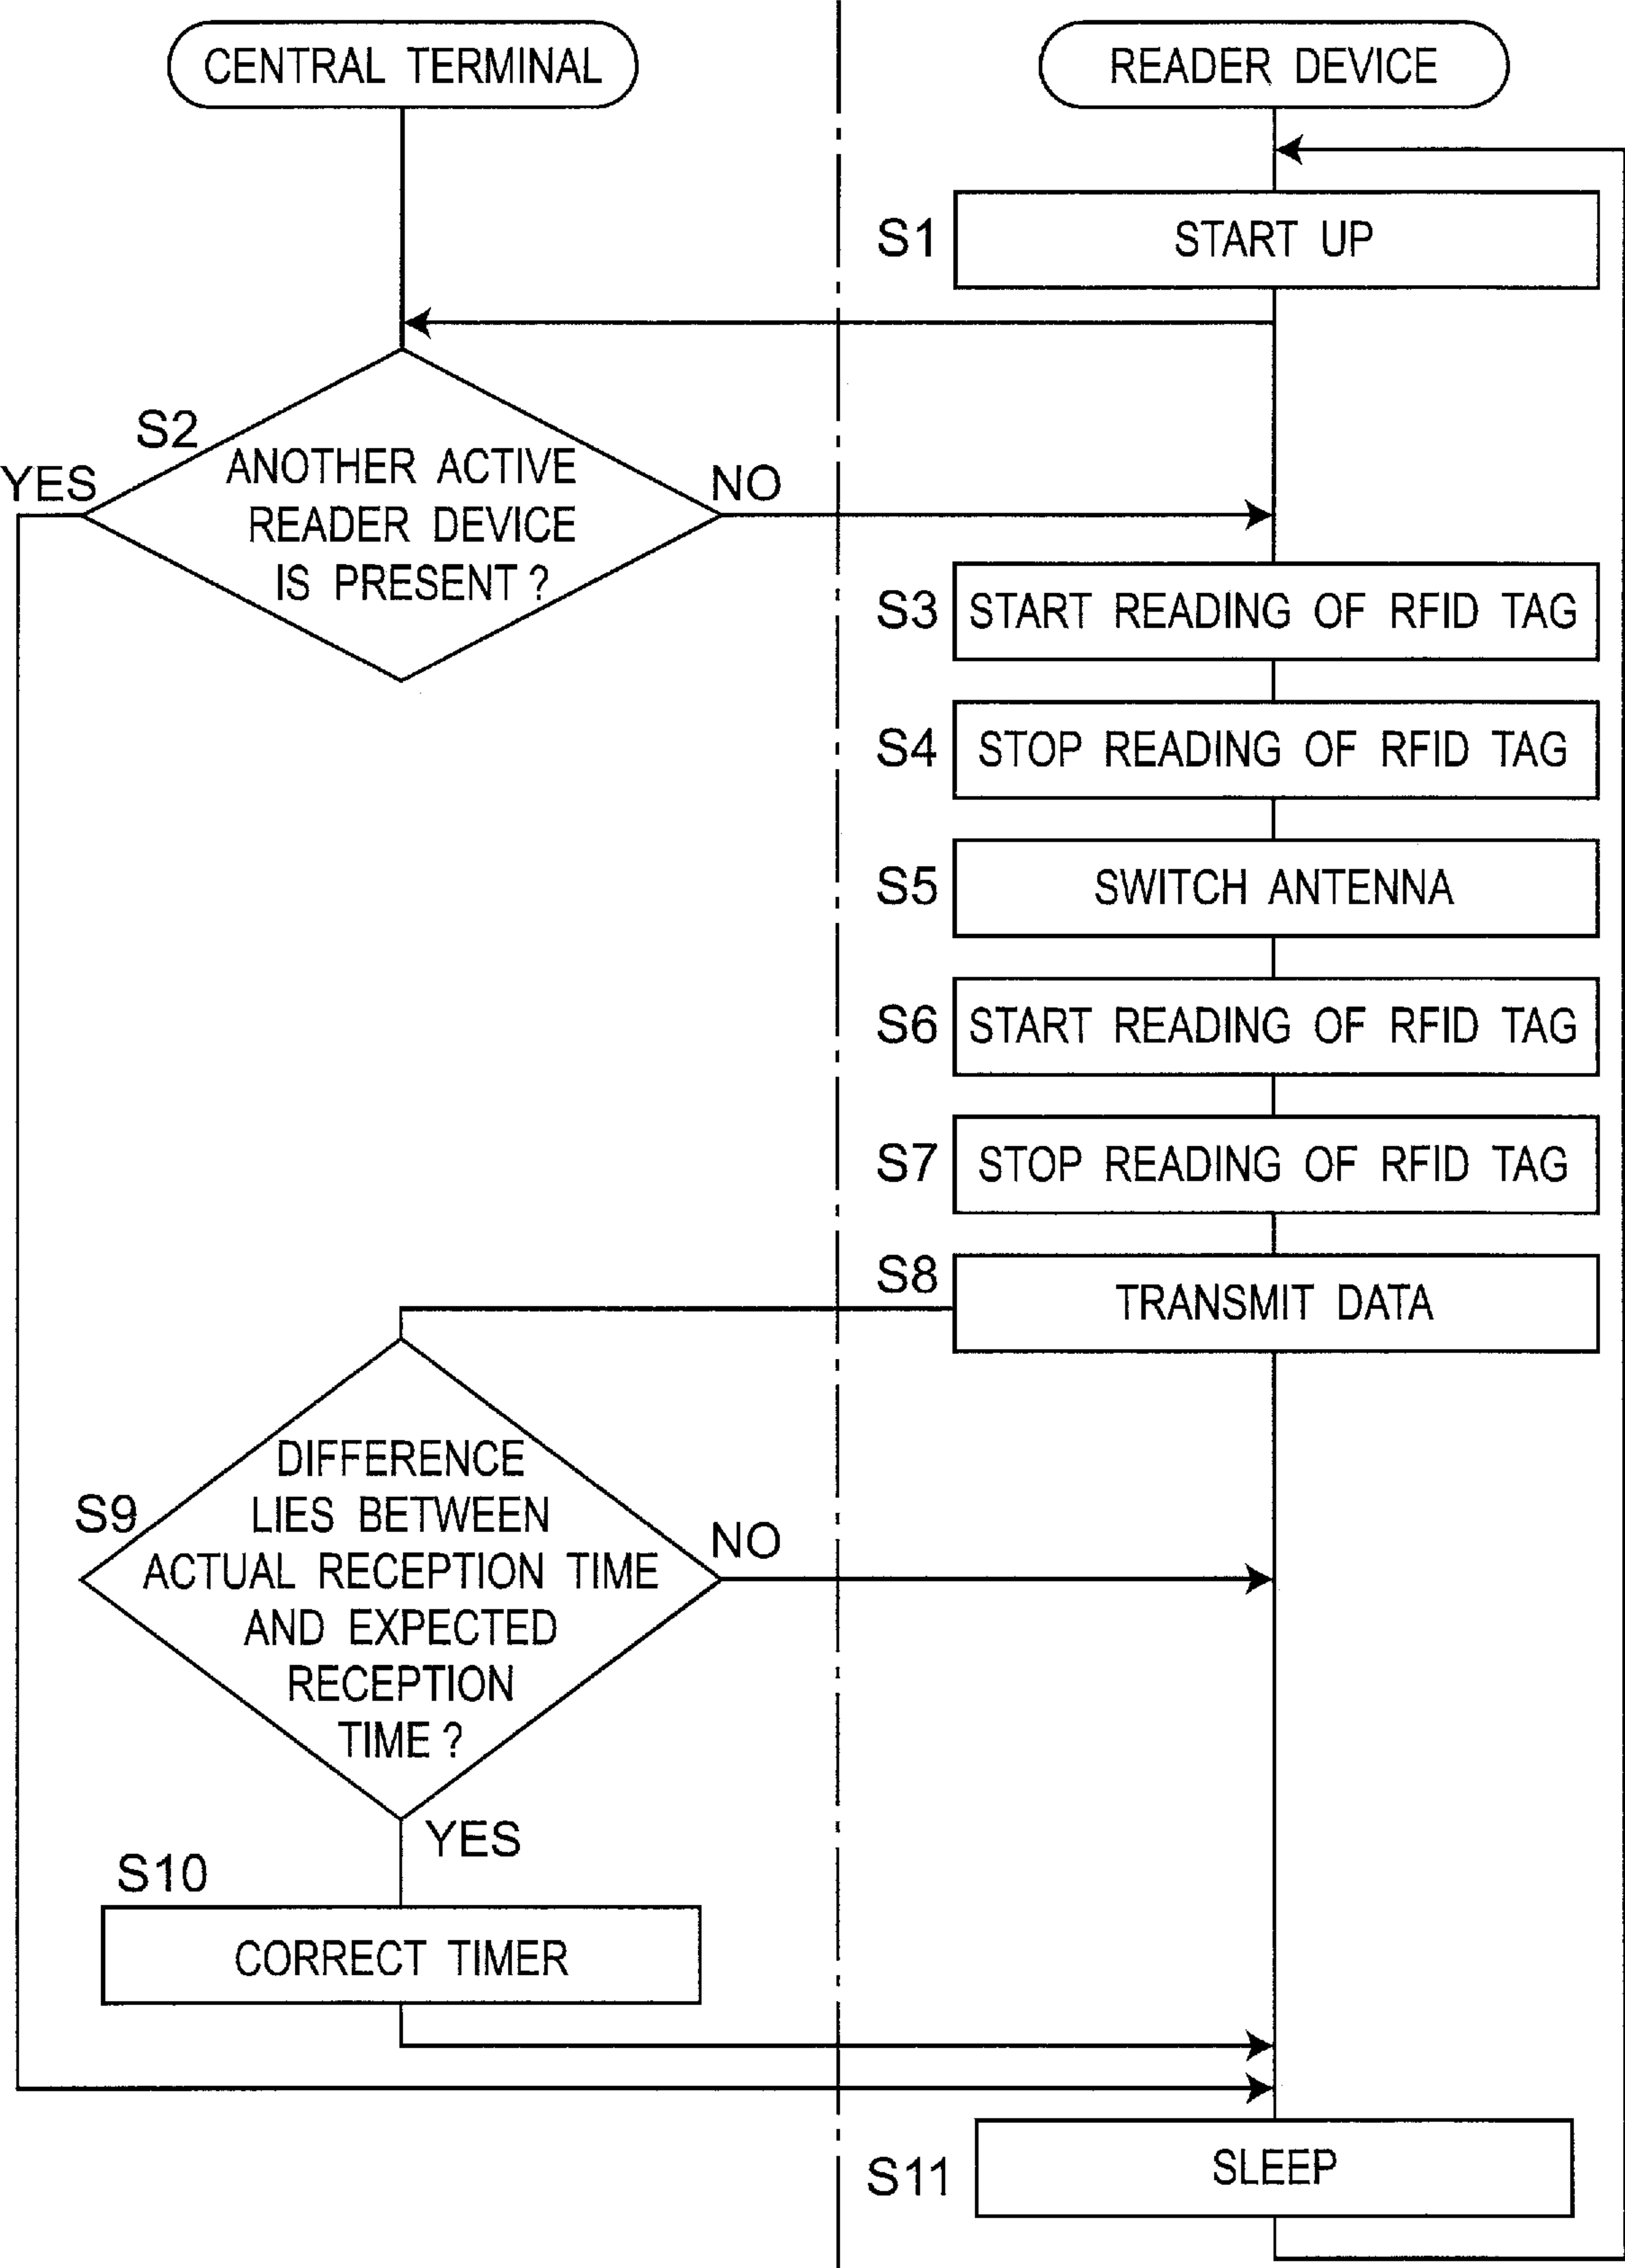 CENTRAL TERMINAL
READER DEVICE
S1
START UP
S2
YES
ANOTHER ACTIVE
READER DEVICE
IS PRESENT ?
NO
S3
START READING OF RFID TAG
S4
STOP READING OF RFID TAG
S5
SWITCH ANTENNA
S6
START READING OF RFID TAG
S7
STOP READING OF RFID TAG
S8
TRANSMIT DATA
S9
DIFFERENCE
LIES BETWEEN
ACTUAL RECEPTION TIME
AND EXPECTED
RECEPTION
TIME ?
NO
YES
S10
CORRECT TIMER
S11
SLEEP